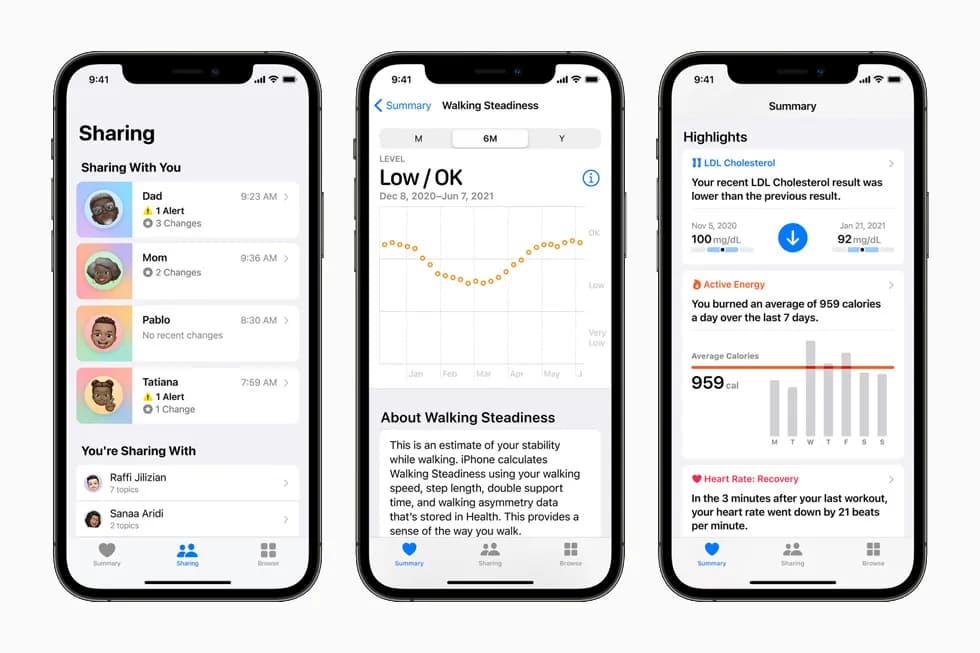 9:41
Sharing
Sharing With You
Dad
9:23 AM
1 Alert
3 Changes
Mom
9:36 AM
2 Changes
Pablo
8:30 AM
No recent changes
Tatiana
7:59 AM
1 Alert
1 Change
You're Sharing With
Raffi Jilizian
7 topics
Sanaa Aridi
2 topics
Summary
Sharing
Browse
9:41
Summary
Walking Steadiness
M
6M
Y
LEVEL
Low / OK
Dec 8, 2020–Jun 7, 2021
OK
Low
Very
Low
Jan
Feb
Mar
Apr
May
J
About Walking Steadiness
This is an estimate of your stability
while walking. iPhone calculates
Walking Steadiness using your walking
speed, step length, double support
time, and walking asymmetry data
that's stored in Health. This provides a
sense of the way you walk.
Summary
Sharing
Browse
9:41
Summary
Highlights
LDL Cholesterol
Your recent LDL Cholesterol result was
lower than the previous result.
Nov 5, 2020
100 mg/dL
Jan 21, 2021
92 mg/dL
Active Energy
You burned an average of 959 calories
a day over the last 7 days.
Average Calories
959 cal
M T W T F S S
Heart Rate: Recovery
In the 3 minutes after your last workout,
your heart rate went down by 21 beats
per minute.
Summary
Sharing
Browse